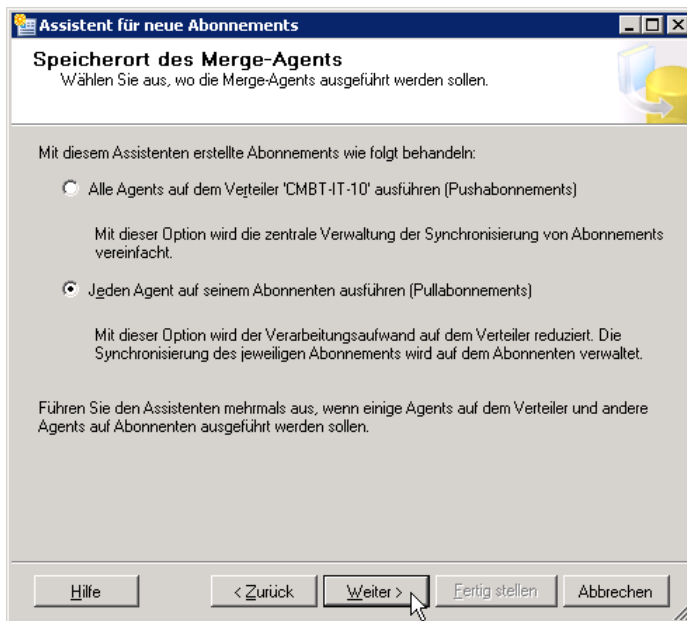 Assistent für neue Abonnements
Speicherort des Merge-Agents
Wählen Sie aus, wo die Merge-Agents ausgeführt werden sollen.
Mit diesem Assistenten erstellte Abonnements wie folgt behandeln:
Alle Agents auf dem Verteiler 'CMBT-IT-10' ausführen (Pushabonnements)
Mit dieser Option wird die zentrale Verwaltung der Synchronisierung von Abonnements
vereinfacht.
Jeden Agent auf seinem Abonnenten ausführen (Pullabonnements)
Mit dieser Option wird der Verarbeitungsaufwand auf dem Verteiler reduziert. Die
Synchronisierung des jeweiligen Abonnements wird auf dem Abonnenten verwaltet.
Führen Sie den Assistenten mehrmals aus, wenn einige Agents auf dem Verteiler und andere
Agents auf Abonnenten ausgeführt werden sollen.
Hilfe < Zurück Weiter > Fertig stellen Abbrechen